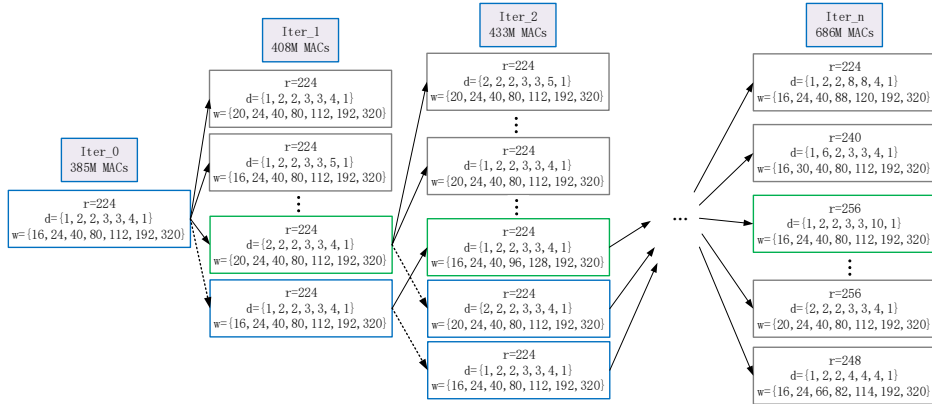 Iter_0
385M MACs
r=224
d={1,2,2,3,3,4,1}
w={16,24,40,80,112,192,320}
Iter_1
408M MACs
r=224
d={1,2,2,3,3,4,1}
w={20,24,40,80,112,192,320}
r=224
d={1,2,2,3,3,5,1}
w={16,24,40,80,112,192,320}
⋮
r=224
d={2,2,2,3,3,4,1}
w={20,24,40,80,112,192,320}
r=224
d={1,2,2,3,3,4,1}
w={16,24,40,80,112,192,320}
Iter_2
433M MACs
r=224
d={2,2,2,3,3,5,1}
w={20,24,40,80,112,192,320}
⋮
r=224
d={1,2,2,3,3,4,1}
w={20,24,40,80,112,192,320}
⋮
r=224
d={1,2,2,3,3,4,1}
w={16,24,40,96,128,192,320}
r=224
d={2,2,2,3,3,4,1}
w={20,24,40,80,112,192,320}
r=224
d={1,2,2,3,3,4,1}
w={16,24,40,80,112,192,320}
…
Iter_n
686M MACs
r=224
d={1,2,2,8,8,4,1}
w={16,24,40,88,120,192,320}
r=240
d={1,6,2,3,3,4,1}
w={16,30,40,80,112,192,320}
r=256
d={1,2,2,3,3,10,1}
w={16,24,40,80,112,192,320}
⋮
r=256
d={2,2,2,3,3,4,1}
w={20,24,40,80,112,192,320}
r=248
d={1,2,2,4,4,4,1}
w={16,24,66,82,114,192,320}